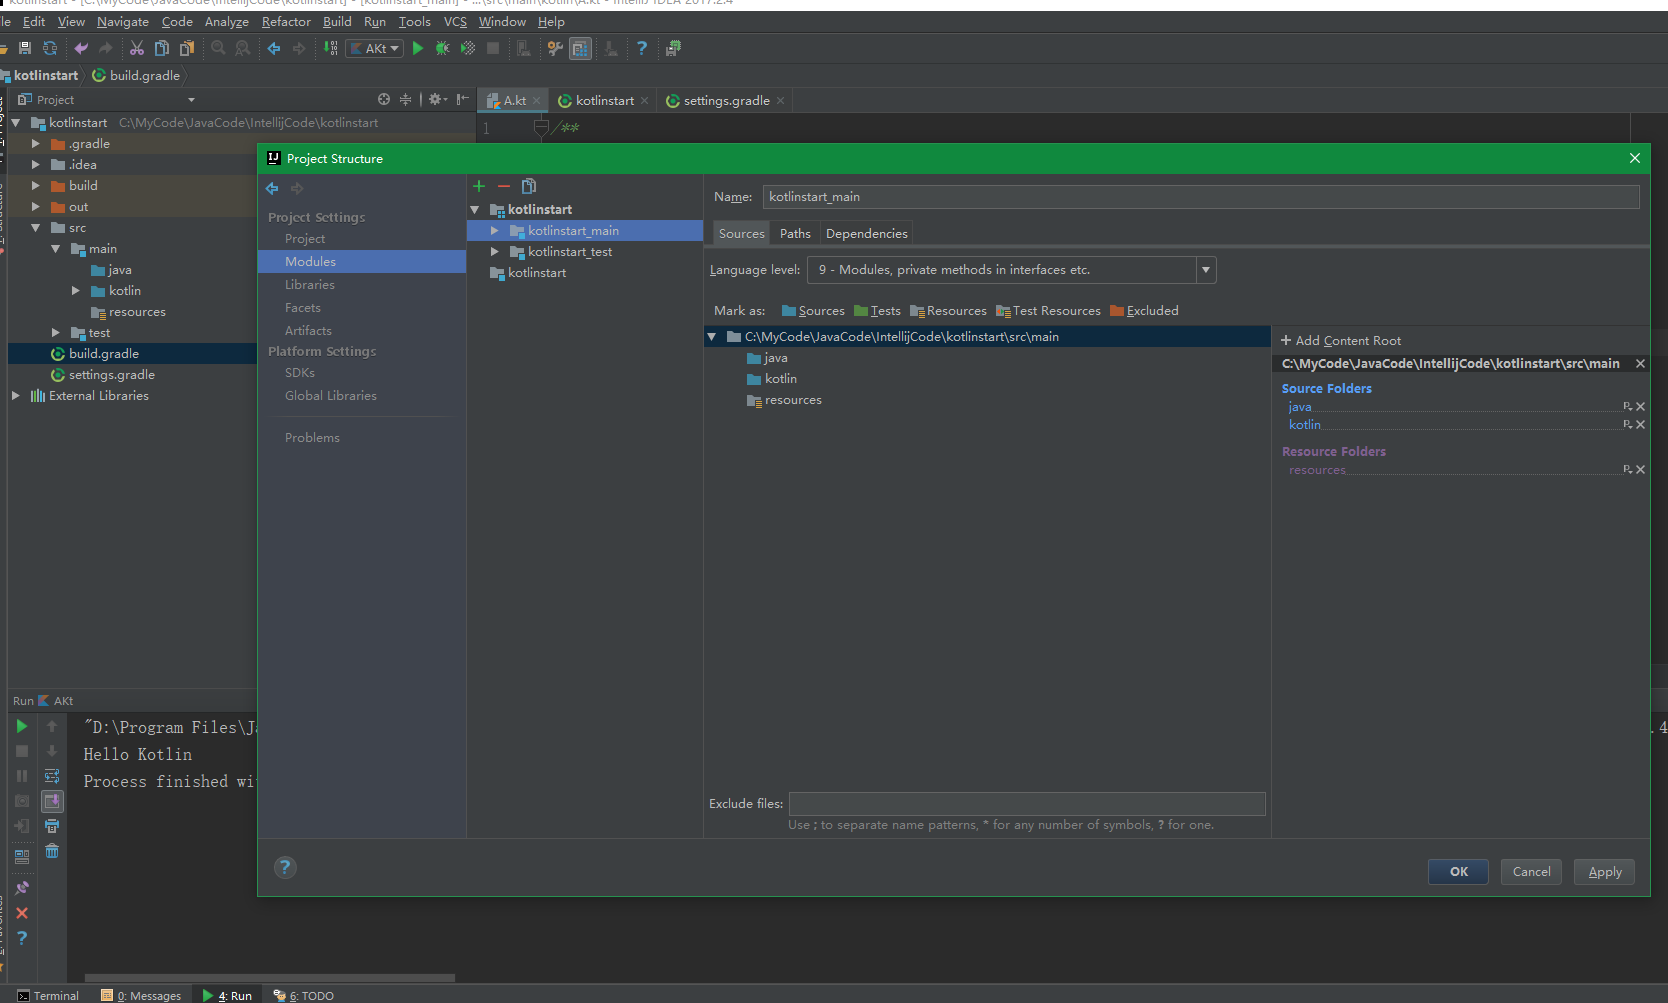 kotlinstart - [C:\MyCode\JavaCode\IntellijCode\kotlinstart] - [kotlinstart_main] - ...\src\main\kotlin\A.kt - IntelliJ IDEA 2017.2.4
le Edit View Navigate Code Analyze Refactor Build Run Tools VCS Window Help
AKt
kotlinstart build.gradle
Project
A.kt kotlinstart settings.gradle
1 /**
kotlinstart C:\MyCode\JavaCode\IntellijCode\kotlinstart
.gradle
.idea
build
out
src
main
java
kotlin
resources
test
build.gradle
settings.gradle
External Libraries
Project Structure
Project Settings
Project
Modules
Libraries
Facets
Artifacts
Platform Settings
SDKs
Global Libraries
Problems
kotlinstart
kotlinstart_main
kotlinstart_test
kotlinstart
Name: kotlinstart_main
Sources Paths Dependencies
Language level: 9 - Modules, private methods in interfaces etc.
Mark as: Sources Tests Resources Test Resources Excluded
C:\MyCode\JavaCode\IntellijCode\kotlinstart\src\main
java
kotlin
resources
+ Add Content Root
C:\MyCode\JavaCode\IntellijCode\kotlinstart\src\main
Source Folders
java
kotlin
Resource Folders
resources
Exclude files:
Use ; to separate name patterns, * for any number of symbols, ? for one.
OK Cancel Apply
Run AKt
"D:\Program Files\Ja
.4
Hello Kotlin
Process finished wi
Terminal 0: Messages 4: Run 6: TODO